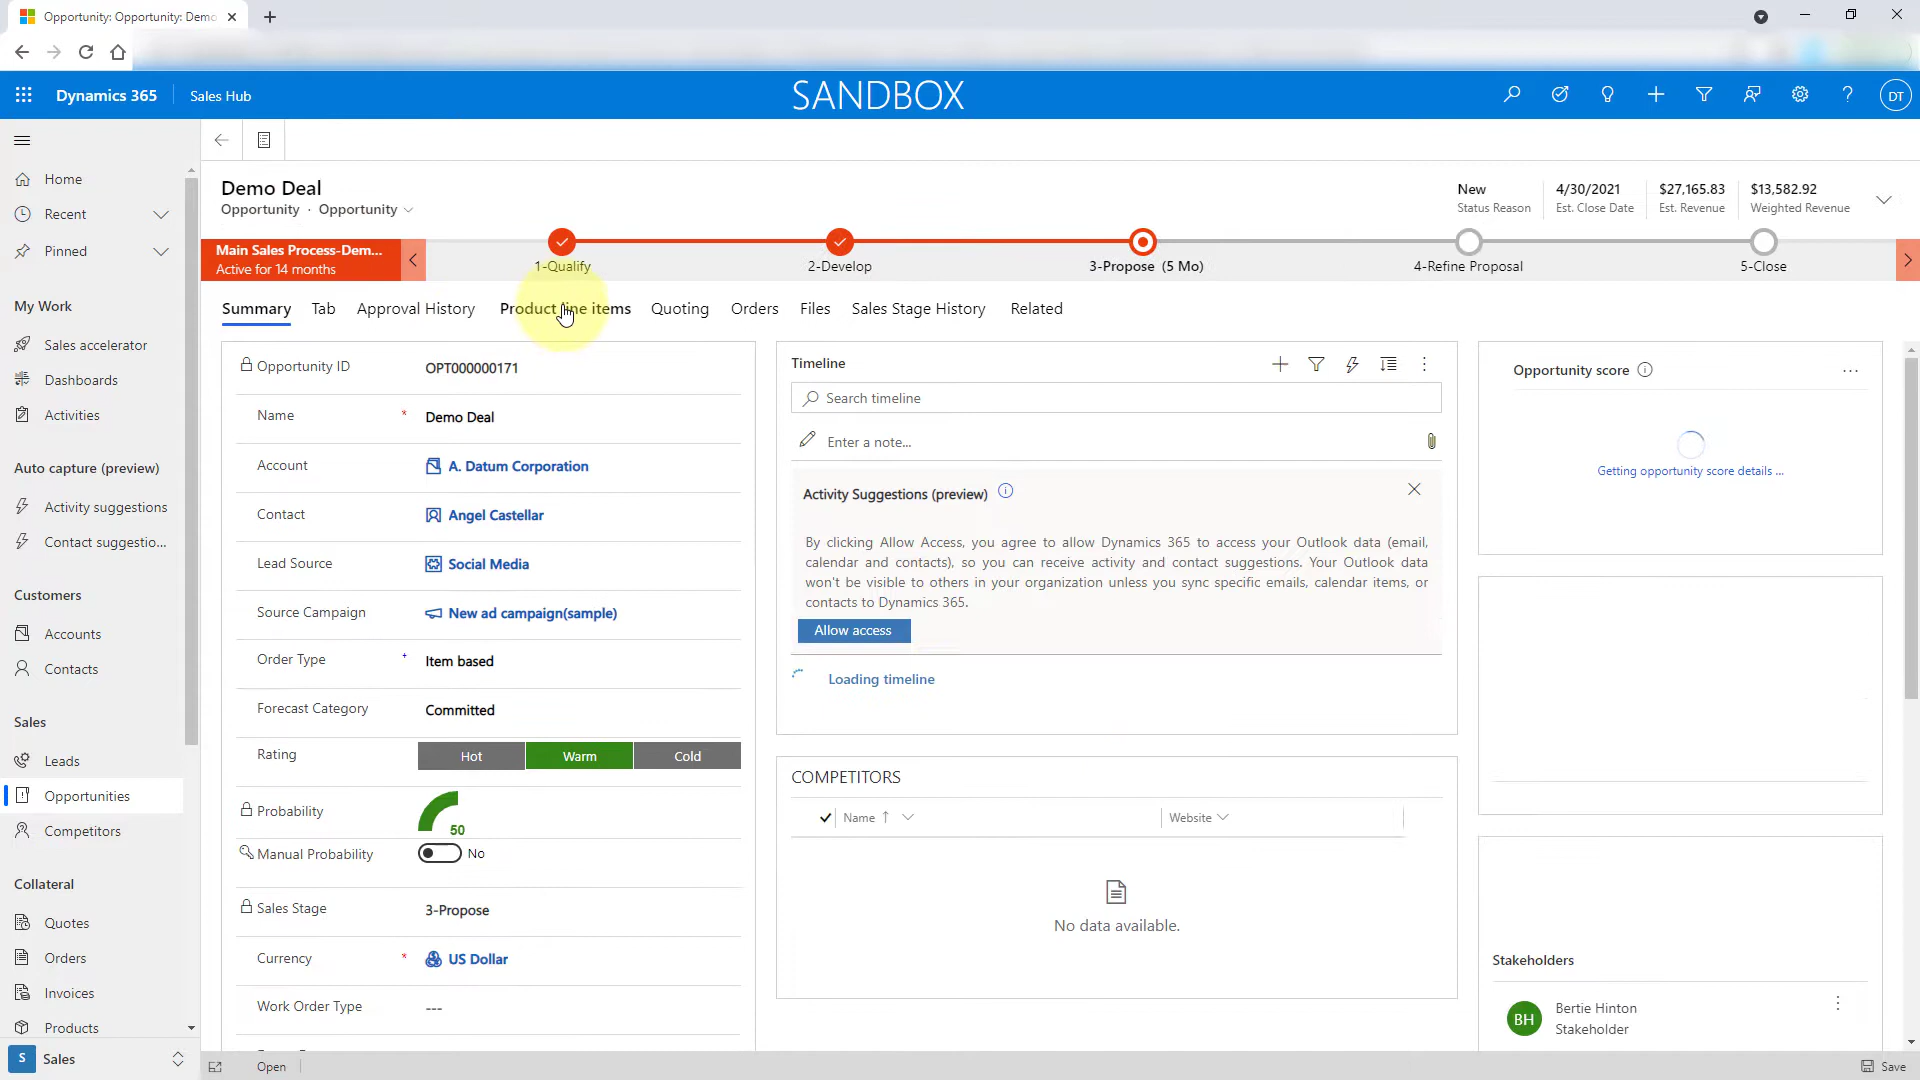 Opportunity: Opportunity: Demo
Dynamics 365
Sales Hub
SANDBOX
DT
Home
Recent
Pinned
My Work
Sales accelerator
Dashboards
Activities
Auto capture (preview)
Activity suggestions
Contact suggestio...
Customers
Accounts
Contacts
Sales
Leads
Opportunities
Competitors
Collateral
Quotes
Orders
Invoices
Products
S Sales
Demo Deal
Opportunity · Opportunity
New
Status Reason
4/30/2021
Est. Close Date
$27,165.83
Est. Revenue
$13,582.92
Weighted Revenue
Main Sales Process-Dem...
Active for 14 months
1-Qualify
2-Develop
3-Propose (5 Mo)
4-Refine Proposal
5-Close
Summary Tab Approval History Product line items Quoting Orders Files Sales Stage History Related
Opportunity ID OPT000000171
Name * Demo Deal
Account A. Datum Corporation
Contact Angel Castellar
Lead Source Social Media
Source Campaign New ad campaign(sample)
Order Type + Item based
Forecast Category Committed
Rating Hot Warm Cold
Probability 50
Manual Probability No
Sales Stage 3-Propose
Currency * US Dollar
Work Order Type ---
Timeline
Search timeline
Enter a note...
Activity Suggestions (preview)
By clicking Allow Access, you agree to allow Dynamics 365 to access your Outlook data (email,
calendar and contacts), so you can receive activity and contact suggestions. Your Outlook data
won't be visible to others in your organization unless you sync specific emails, calendar items, or
contacts to Dynamics 365.
Allow access
Loading timeline
COMPETITORS
Name Website
No data available.
Opportunity score
Getting opportunity score details ...
Stakeholders
BH
Bertie Hinton
Stakeholder
Open
Save